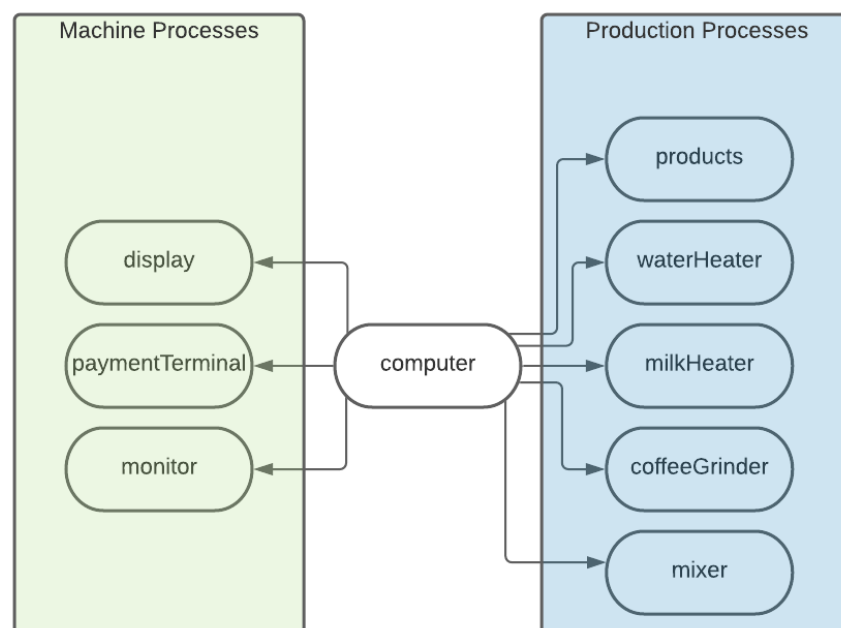 Machine Processes
display
paymentTerminal
monitor
computer
Production Processes
products
waterHeater
milkHeater
coffeeGrinder
mixer